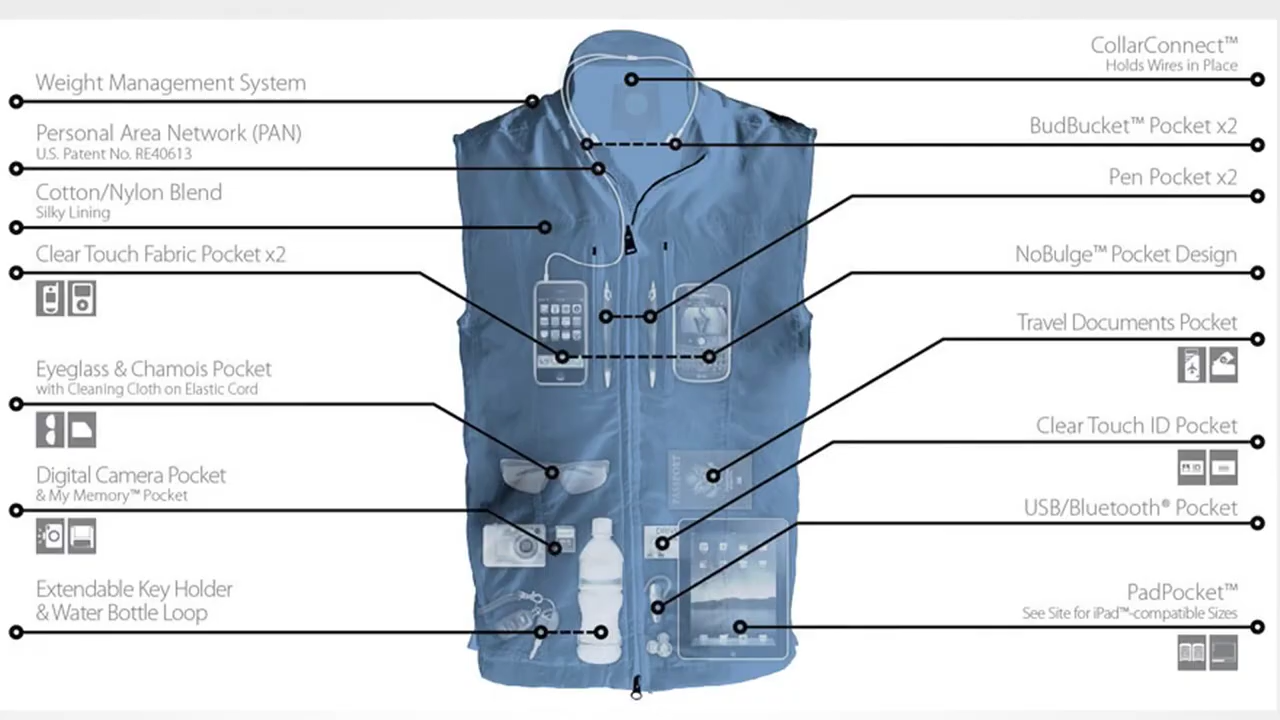 Weight Management System
Personal Area Network (PAN)
U.S. Patent No. RE40613
Cotton/Nylon Blend
Silky Lining
Clear Touch Fabric Pocket x2
Eyeglass & Chamois Pocket
with Cleaning Cloth on Elastic Cord
Digital Camera Pocket
& My Memory™ Pocket
Extendable Key Holder
& Water Bottle Loop
CollarConnect™
Holds Wires in Place
BudBucket™ Pocket x2
Pen Pocket x2
NoBulge™ Pocket Design
Travel Documents Pocket
Clear Touch ID Pocket
ID
USB/Bluetooth® Pocket
PadPocket™
See Site for iPad™-compatible Sizes
PASSPORT